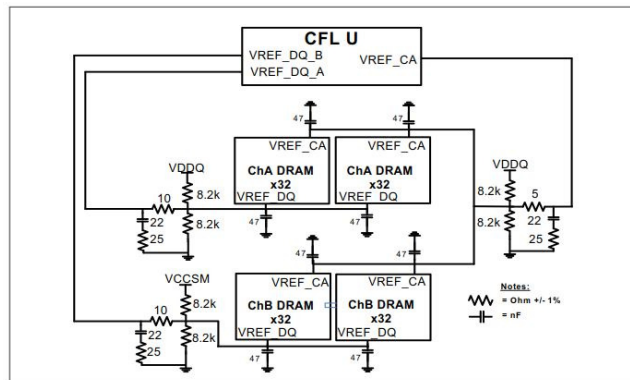 CFL U
VREF_DQ_B
VREF_DQ_A
VREF_CA
47
47
VREF_CA
ChA DRAM
x32
VREF_DQ
VREF_CA
ChA DRAM
x32
VREF_DQ
VDDQ
8.2k
10
8.2k
22
25
47
47
VDDQ
8.2k
5
8.2k
22
25
47
47
VREF_CA
ChB DRAM
x32
VREF_DQ
VREF_CA
ChB DRAM
x32
VREF_DQ
VCCSM
8.2k
10
8.2k
22
25
47
47
Notes:
= Ohm +/- 1%
= nF